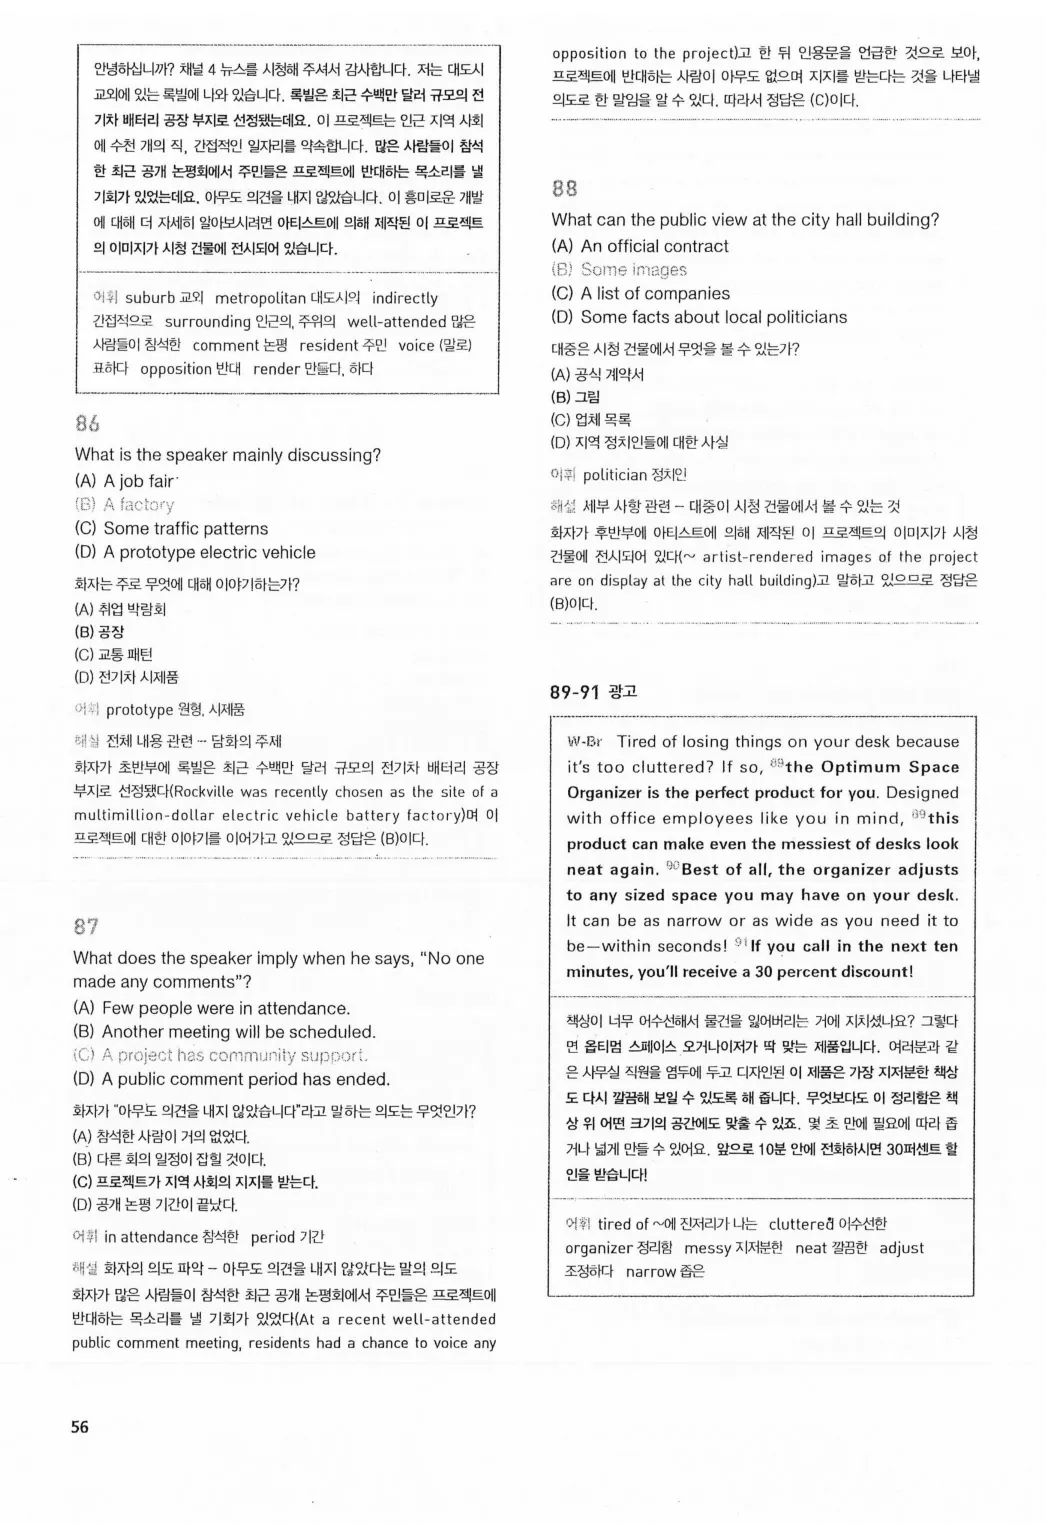 안녕하십니까? 채널 4 뉴스를 시청해 주셔서 감사합니다. 저는 대도시
교외에 있는 록빌에 나와 있습니다. 록빌은 최근 수백만 달러 규모의 전
기차 배터리 공장 부지로 선정됐는데요. 이 프로젝트는 인근 지역 사회
에 수천 개의 직, 간접적인 일자리를 약속합니다. 많은 사람들이 참석
한 최근 공개 논평회에서 주민들은 프로젝트에 반대하는 목소리를 낼
기회가 있었는데요. 아무도 의견을 내지 않았습니다. 이 흥미로운 개발
에 대해 더 자세히 알아보시려면 아티스트에 의해 제작된 이 프로젝트
의 이미지가 시청 건물에 전시되어 있습니다.
어휘 suburb 교외 metropolitan 대도시의 indirectly
간접적으로 surrounding 인근의, 주위의 well-attended 많은
사람들이 참석한 comment 논평 resident 주민 voice (말로)
표하다 opposition 반대 render 만들다, 하다
86
What is the speaker mainly discussing?
(A) A job fair
(B) A factory
(C) Some traffic patterns
(D) A prototype electric vehicle
화자는 주로 무엇에 대해 이야기하는가?
(A) 취업 박람회
(B) 공장
(C) 교통 패턴
(D) 전기차 시제품
어휘 prototype 원형, 시제품
해설 전체 내용 관련 – 담화의 주제
화자가 초반부에 록빌은 최근 수백만 달러 규모의 전기차 배터리 공장
부지로 선정됐다(Rockville was recently chosen as the site of a
multimillion-dollar electric vehicle battery factory)며 이
프로젝트에 대한 이야기를 이어가고 있으므로 정답은 (B)이다.
87
What does the speaker imply when he says, “No one
made any comments”?
(A) Few people were in attendance.
(B) Another meeting will be scheduled.
(C) A project has community support.
(D) A public comment period has ended.
화자가 “아무도 의견을 내지 않았습니다”라고 말하는 의도는 무엇인가?
(A) 참석한 사람이 거의 없었다.
(B) 다른 회의 일정이 잡힐 것이다.
(C) 프로젝트가 지역 사회의 지지를 받는다.
(D) 공개 논평 기간이 끝났다.
어휘 in attendance 참석한 period 기간
해설 화자의 의도 파악 – 아무도 의견을 내지 않았다는 말의 의도
화자가 많은 사람들이 참석한 최근 공개 논평회에서 주민들은 프로젝트에
반대하는 목소리를 낼 기회가 있었다(At a recent well-attended
public comment meeting, residents had a chance to voice any
56
opposition to the project)고 한 뒤 인용문을 언급한 것으로 보아,
프로젝트에 반대하는 사람이 아무도 없으며 지지를 받는다는 것을 나타낼
의도로 한 말임을 알 수 있다. 따라서 정답은 (C)이다.
88
What can the public view at the city hall building?
(A) An official contract
(B) Some images
(C) A list of companies
(D) Some facts about local politicians
대중은 시청 건물에서 무엇을 볼 수 있는가?
(A) 공식 계약서
(B) 그림
(C) 업체 목록
(D) 지역 정치인들에 대한 사실
어휘 politician 정치인
해설 세부 사항 관련 – 대중이 시청 건물에서 볼 수 있는 것
화자가 후반부에 아티스트에 의해 제작된 이 프로젝트의 이미지가 시청
건물에 전시되어 있다(~ artist-rendered images of the project
are on display at the city hall building)고 말하고 있으므로 정답은
(B)이다.
89-91 광고
W-Br Tired of losing things on your desk because
it's too cluttered? If so, 89the Optimum Space
Organizer is the perfect product for you. Designed
with office employees like you in mind, 89this
product can make even the messiest of desks look
neat again. 90Best of all, the organizer adjusts
to any sized space you may have on your desk.
It can be as narrow or as wide as you need it to
be—within seconds! 91If you call in the next ten
minutes, you'll receive a 30 percent discount!
책상이 너무 어수선해서 물건을 잃어버리는 거에 지치셨나요? 그렇다
면 옵티멈 스페이스 오거나이저가 딱 맞는 제품입니다. 여러분과 같
은 사무실 직원을 염두에 두고 디자인된 이 제품은 가장 지저분한 책상
도 다시 깔끔해 보일 수 있도록 해 줍니다. 무엇보다도 이 정리함은 책
상 위 어떤 크기의 공간에도 맞출 수 있죠. 몇 초 만에 필요에 따라 좁
거나 넓게 만들 수 있어요. 앞으로 10분 안에 전화하시면 30퍼센트 할
인을 받습니다!
어휘 tired of ~에 진저리가 나는 cluttered 어수선한
organizer 정리함 messy 지저분한 neat 깔끔한 adjust
조정하다 narrow 좁은